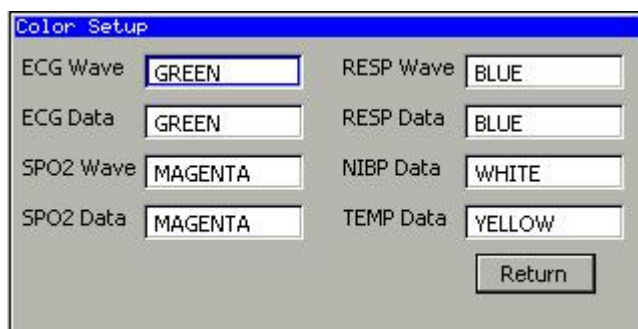 Color Setup
ECG Wave GREEN RESP Wave BLUE
ECG Data GREEN RESP Data BLUE
SPO2 Wave MAGENTA NIBP Data WHITE
SPO2 Data MAGENTA TEMP Data YELLOW
Return